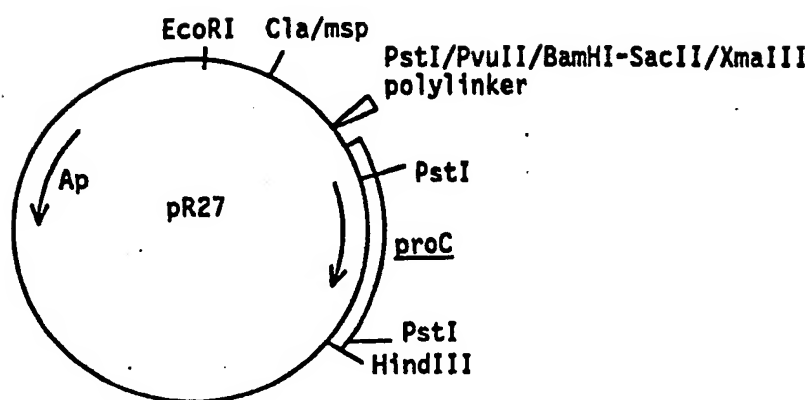 EcoRI Cla/msp
PstI/PvuII/BamHI-SacII/XmaIII
polylinker
PstI
Ap
pR27
proC
PstI
HindIII